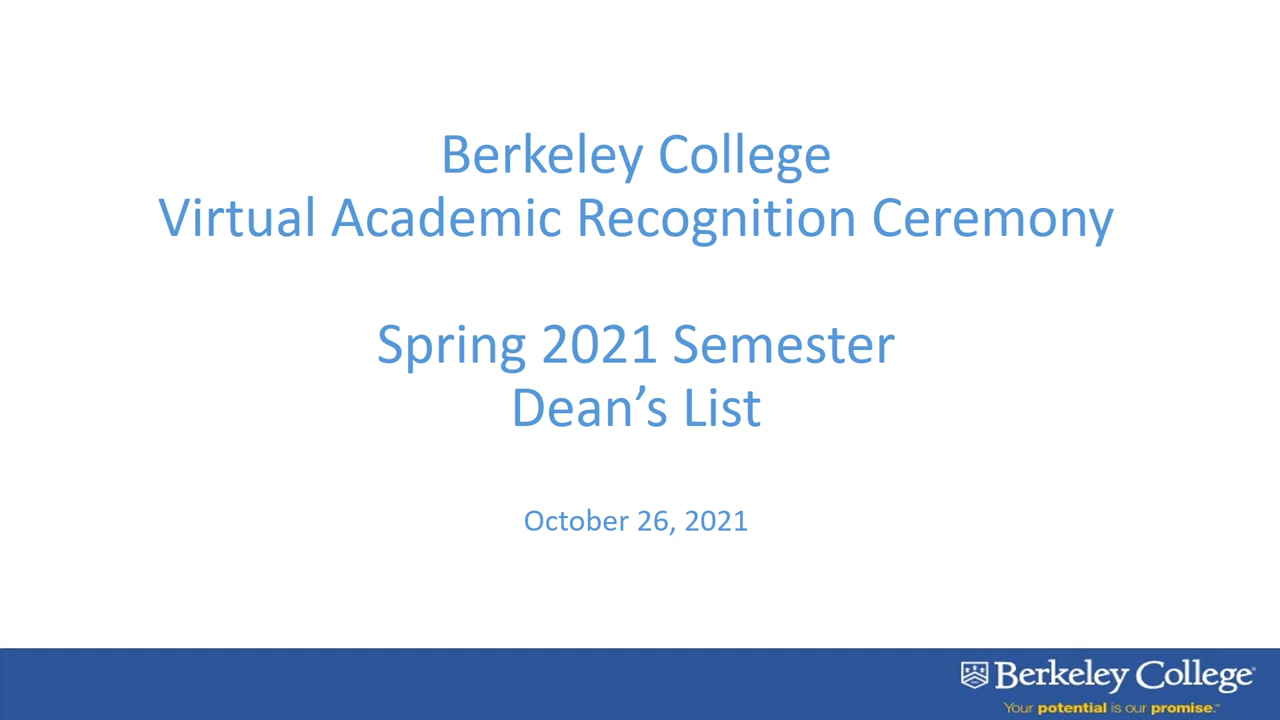 Berkeley College
Virtual Academic Recognition Ceremony
Spring 2021 Semester
Dean’s List
October 26, 2021
Berkeley College®
Your potential is our promise.™